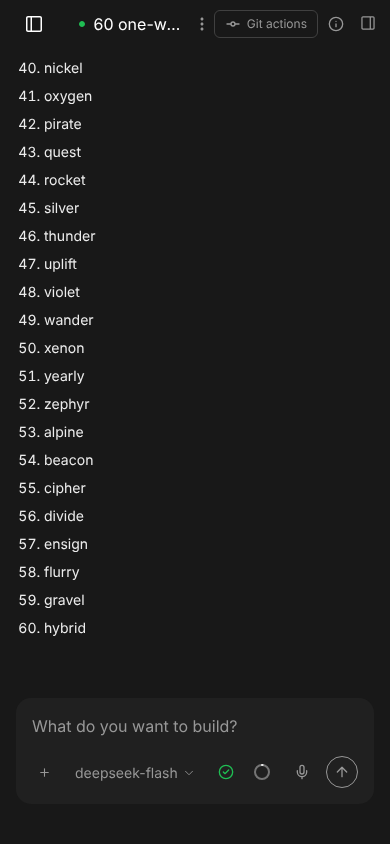 60 one-w...
Git actions
40. nickel
41. oxygen
42. pirate
43. quest
44. rocket
45. silver
46. thunder
47. uplift
48. violet
49. wander
50. xenon
51. yearly
52. zephyr
53. alpine
54. beacon
55. cipher
56. divide
57. ensign
58. flurry
59. gravel
60. hybrid
What do you want to build?
deepseek-flash